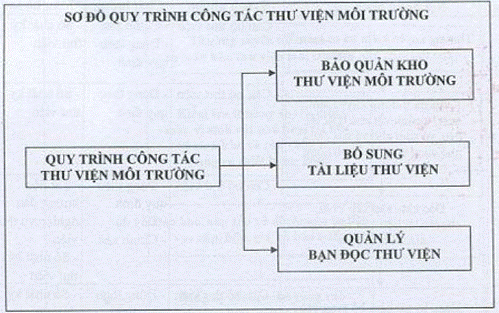 SƠ ĐỒ QUY TRÌNH CÔNG TÁC THƯ VIỆN MÔI TRƯỜNG
BẢO QUẢN KHO
THƯ VIỆN MÔI TRƯỜNG
QUY TRÌNH CÔNG TÁC
THƯ VIỆN MÔI TRƯỜNG
BỔ SUNG
TÀI LIỆU THƯ VIỆN
QUẢN LÝ
BẠN ĐỌC THƯ VIỆN